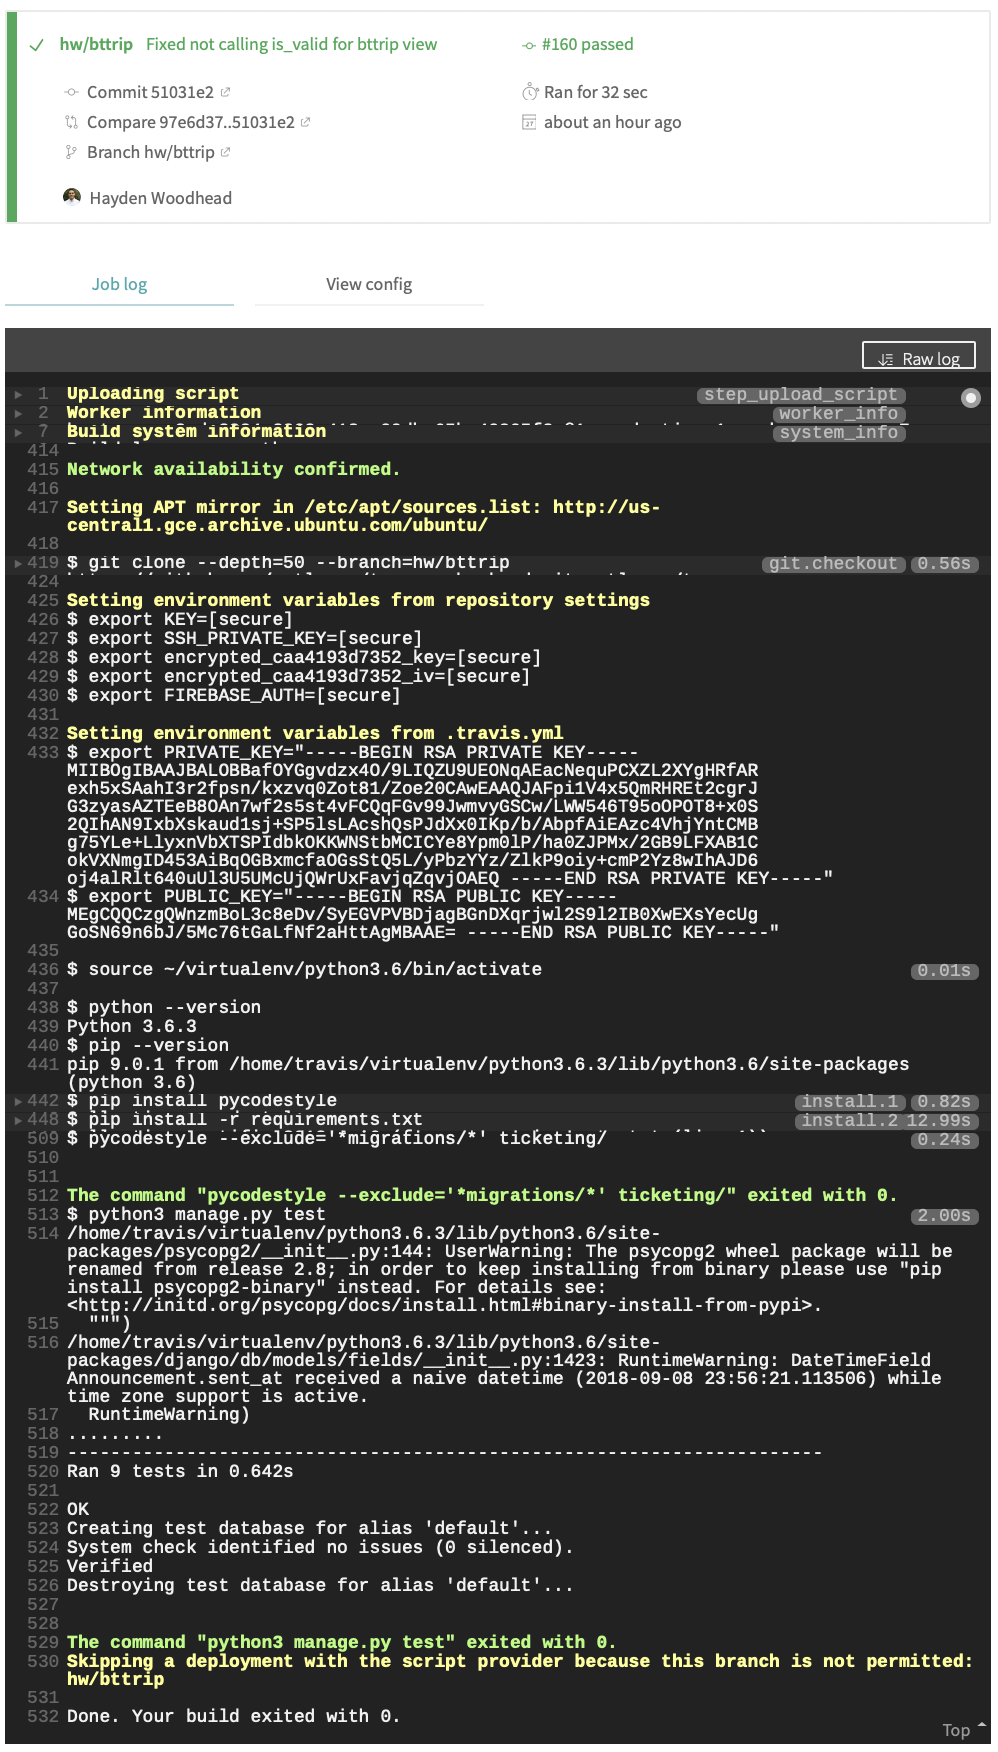 hw/bttrip Fixed not calling is_valid for bttrip view
#160 passed
Commit 51031e2
Ran for 32 sec
Compare 97e6d37..51031e2
about an hour ago
Branch hw/bttrip
Hayden Woodhead
Job log
View config
Raw log
1 Uploading script step_upload_script
2 Worker information worker_info
7 Build system information system_info
414
415 Network availability confirmed.
416
417 Setting APT mirror in /etc/apt/sources.list: http://us-
central1.gce.archive.ubuntu.com/ubuntu/
418
419 $ git clone --depth=50 --branch=hw/bttrip git.checkout 0.56s
424
425 Setting environment variables from repository settings
426 $ export KEY=[secure]
427 $ export SSH_PRIVATE_KEY=[secure]
428 $ export encrypted_caa4193d7352_key=[secure]
429 $ export encrypted_caa4193d7352_iv=[secure]
430 $ export FIREBASE_AUTH=[secure]
431
432 Setting environment variables from .travis.yml
433 $ export PRIVATE_KEY="-----BEGIN RSA PRIVATE KEY-----
MIIBOgIBAAJBALOBBafOYGgvdzx4O/9LIQZU9UEONqAEacNequPCXZL2XYgHRfAR
exh5xSAahI3r2fpsn/kxzvq0Zot81/Zoe20CAwEAAQJAFpi1V4x5QmRHREt2cgrJ
G3zyasAZTEeB8OAn7wf2s5st4vFCQqFGv99JwmvyGSCw/LWW546T95oOPOT8+x0S
2QIhAN9IxbXskaud1sj+SP5lsLAcshQsPJdXx0IKp/b/AbpfAiEAzc4VhjYntCMB
g75YLe+LlyxnVbXTSPIdbkOKKWNStbMCICYe8Ypm0lP/ha0ZJPMx/2GB9LFXAB1C
okVXNmgID453AiBqOGBxmcfaOGsStQ5L/yPbzYYz/ZlkP9oiy+cmP2Yz8wIhAJD6
oj4alRlt640uUl3U5UMcUjQWrUxFavjqZqvjOAEQ -----END RSA PRIVATE KEY-----"
434 $ export PUBLIC_KEY="-----BEGIN RSA PUBLIC KEY-----
MEgCQQCzgQWnzmBoL3c8eDv/SyEGVPVBDjagBGnDXqrjwl2S9l2IB0XwEXsYecUg
GoSN69n6bJ/5Mc76tGaLfNf2aHttAgMBAAE= -----END RSA PUBLIC KEY-----"
435
436 $ source ~/virtualenv/python3.6/bin/activate 0.01s
437
438 $ python --version
439 Python 3.6.3
440 $ pip --version
441 pip 9.0.1 from /home/travis/virtualenv/python3.6.3/lib/python3.6/site-packages
(python 3.6)
442 $ pip install pycodestyle install.1 0.82s
448 $ pip install -r requirements.txt install.2 12.99s
509 $ pycodestyle --exclude='*migrations/*' ticketing/ 0.24s
510
511
512 The command "pycodestyle --exclude='*migrations/*' ticketing/" exited with 0.
513 $ python3 manage.py test 2.00s
514 /home/travis/virtualenv/python3.6.3/lib/python3.6/site-
packages/psycopg2/__init__.py:144: UserWarning: The psycopg2 wheel package will be
renamed from release 2.8; in order to keep installing from binary please use "pip
install psycopg2-binary" instead. For details see:
<http://initd.org/psycopg/docs/install.html#binary-install-from-pypi>.
515 """)
516 /home/travis/virtualenv/python3.6.3/lib/python3.6/site-
packages/django/db/models/fields/__init__.py:1423: RuntimeWarning: DateTimeField
Announcement.sent_at received a naive datetime (2018-09-08 23:56:21.113506) while
time zone support is active.
517 RuntimeWarning)
518 .........
519 ----------------------------------------------------------------------
520 Ran 9 tests in 0.642s
521
522 OK
523 Creating test database for alias 'default'...
524 System check identified no issues (0 silenced).
525 Verified
526 Destroying test database for alias 'default'...
527
528
529 The command "python3 manage.py test" exited with 0.
530 Skipping a deployment with the script provider because this branch is not permitted:
hw/bttrip
531
532 Done. Your build exited with 0.
Top